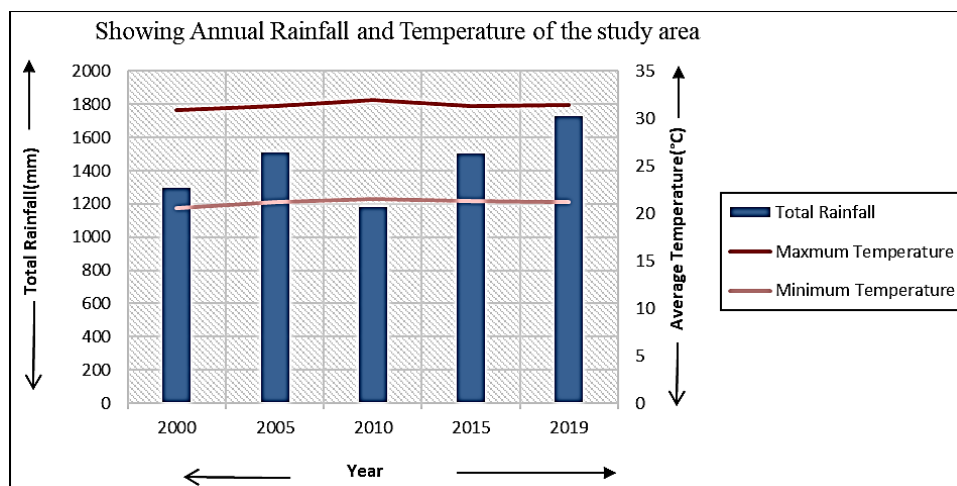 Showing Annual Rainfall and Temperature of the study area
Total Rainfall(mm)
2000
1800
1600
1400
1200
1000
800
600
400
200
0
35
30
25
20
15
10
5
0
Average Temperature(°C)
2000 2005 2010 2015 2019
Year
Total Rainfall
Maxmum Temperature
Minimum Temperature